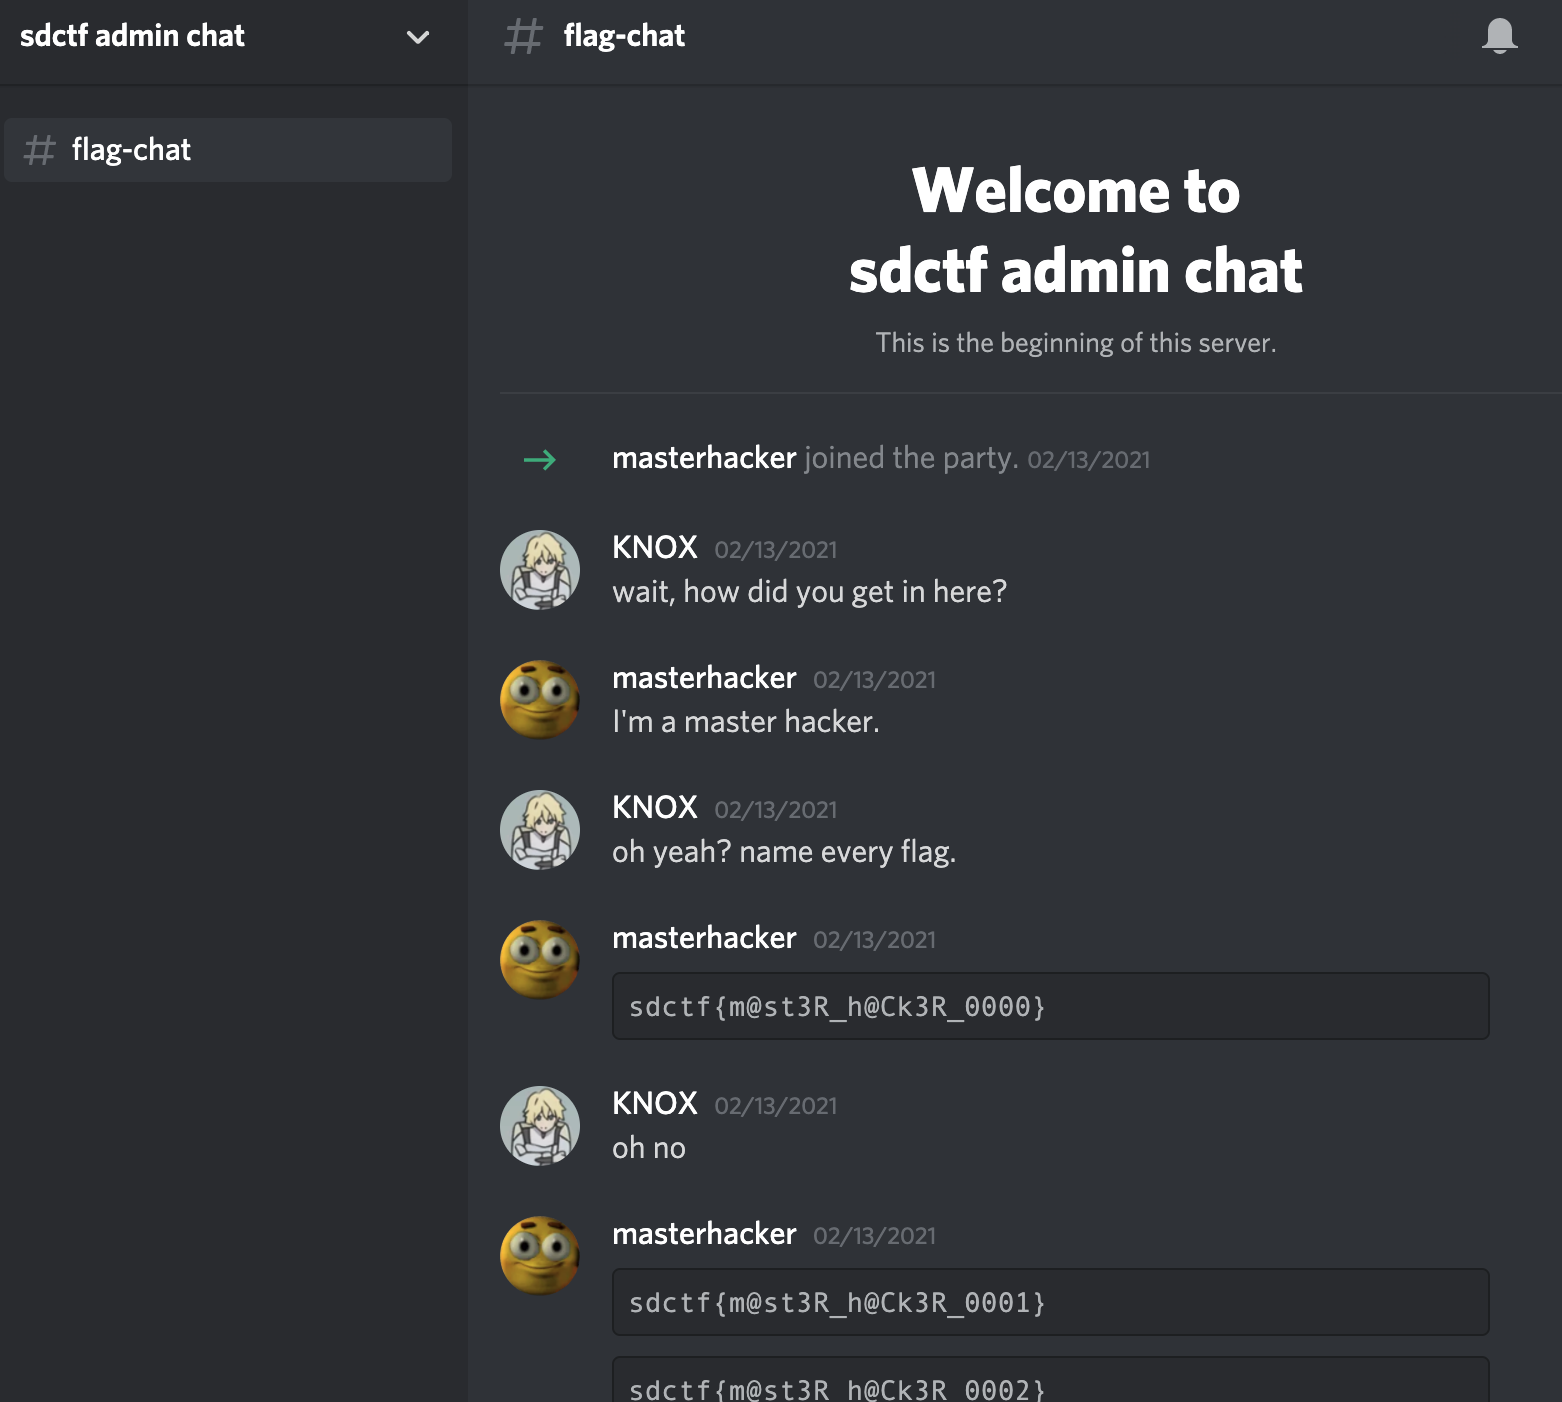 sdctf admin chat
# flag-chat
# flag-chat
Welcome to
sdctf admin chat
This is the beginning of this server.
masterhacker joined the party. 02/13/2021
KNOX 02/13/2021
wait, how did you get in here?
masterhacker 02/13/2021
I'm a master hacker.
KNOX 02/13/2021
oh yeah? name every flag.
masterhacker 02/13/2021
sdctf{m@st3R_h@Ck3R_0000}
KNOX 02/13/2021
oh no
masterhacker 02/13/2021
sdctf{m@st3R_h@Ck3R_0001}
sdctf{m@st3R_h@Ck3R_0002}